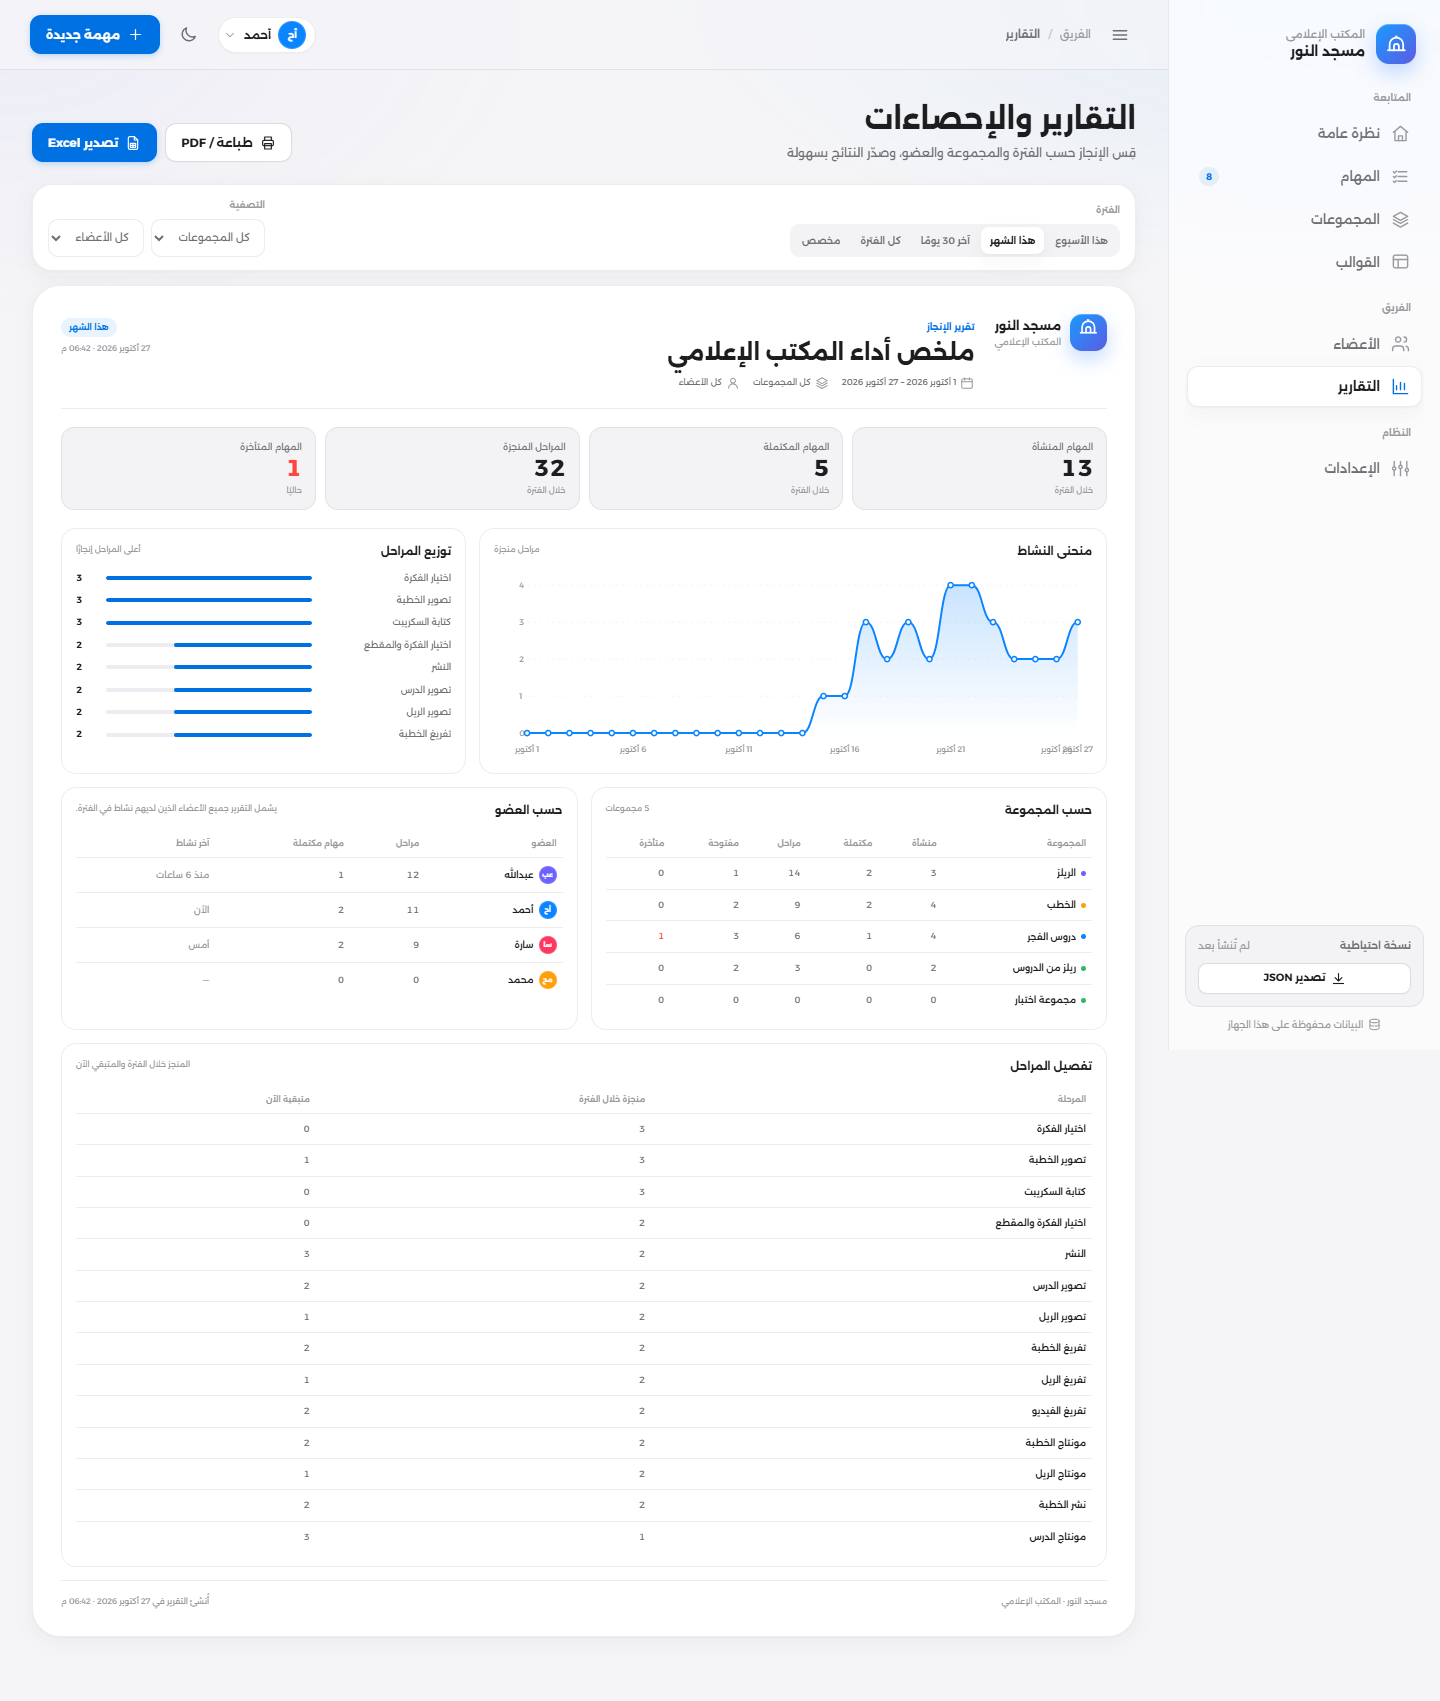 المكتب الإعلامي
مسجد النور
المتابعة
نظرة عامة
المهام
8
المجموعات
القوالب
الفريق
الأعضاء
التقارير
النظام
الإعدادات
نسخة احتياطية
لم تُنشأ بعد
تصدير JSON
البيانات محفوظة على هذا الجهاز
الفريق / التقارير
أح
أحمد
مهمة جديدة
التقارير والإحصاءات
قِس الإنجاز حسب الفترة والمجموعة والعضو، وصدّر النتائج بسهولة
طباعة / PDF
تصدير Excel
الفترة
هذا الأسبوع
هذا الشهر
آخر 30 يومًا
كل الفترة
مخصص
التصفية
كل المجموعات
كل الأعضاء
مسجد النور
المكتب الإعلامي
تقرير الإنجاز
ملخص أداء المكتب الإعلامي
1 أكتوبر 2026 – 27 أكتوبر 2026
كل المجموعات
كل الأعضاء
هذا الشهر
27 أكتوبر 2026 · 06:42 م
المهام المنشأة
13
خلال الفترة
المهام المكتملة
5
خلال الفترة
المراحل المنجزة
32
خلال الفترة
المهام المتأخرة
1
حاليًا
منحنى النشاط
مراحل منجزة
4
3
2
1
0
1 أكتوبر
6 أكتوبر
11 أكتوبر
16 أكتوبر
21 أكتوبر
أكتوبر
27 أكتوبر
توزيع المراحل
أعلى المراحل إنجازًا
اختيار الفكرة 3
تصوير الخطبة 3
كتابة السكريبت 3
اختيار الفكرة والمقطع 2
النشر 2
تصوير الدرس 2
تصوير الريل 2
تفريغ الخطبة 2
حسب المجموعة
5 مجموعات
المجموعة منشأة مكتملة مراحل مفتوحة متأخرة
الريلز 3 2 14 1 0
الخطب 4 2 9 2 0
دروس الفجر 4 1 6 3 1
ريلز من الدروس 2 0 3 2 0
مجموعة اختبار 0 0 0 0 0
حسب العضو
يشمل التقرير جميع الأعضاء الذين لديهم نشاط في الفترة.
العضو مراحل مهام مكتملة آخر نشاط
عب عبدالله 12 1 منذ 6 ساعات
أح أحمد 11 2 الآن
سا سارة 9 2 أمس
مح محمد 0 0 —
تفصيل المراحل
المنجز خلال الفترة والمتبقي الآن
المرحلة منجزة خلال الفترة متبقية الآن
اختيار الفكرة 3 0
تصوير الخطبة 3 1
كتابة السكريبت 3 0
اختيار الفكرة والمقطع 2 0
النشر 2 3
تصوير الدرس 2 2
تصوير الريل 2 1
تفريغ الخطبة 2 2
تفريغ الريل 2 1
تفريغ الفيديو 2 2
مونتاج الخطبة 2 2
مونتاج الريل 2 1
نشر الخطبة 2 2
مونتاج الدرس 1 3
مسجد النور · المكتب الإعلامي
أُنشئ التقرير في 27 أكتوبر 2026 · 06:42 م